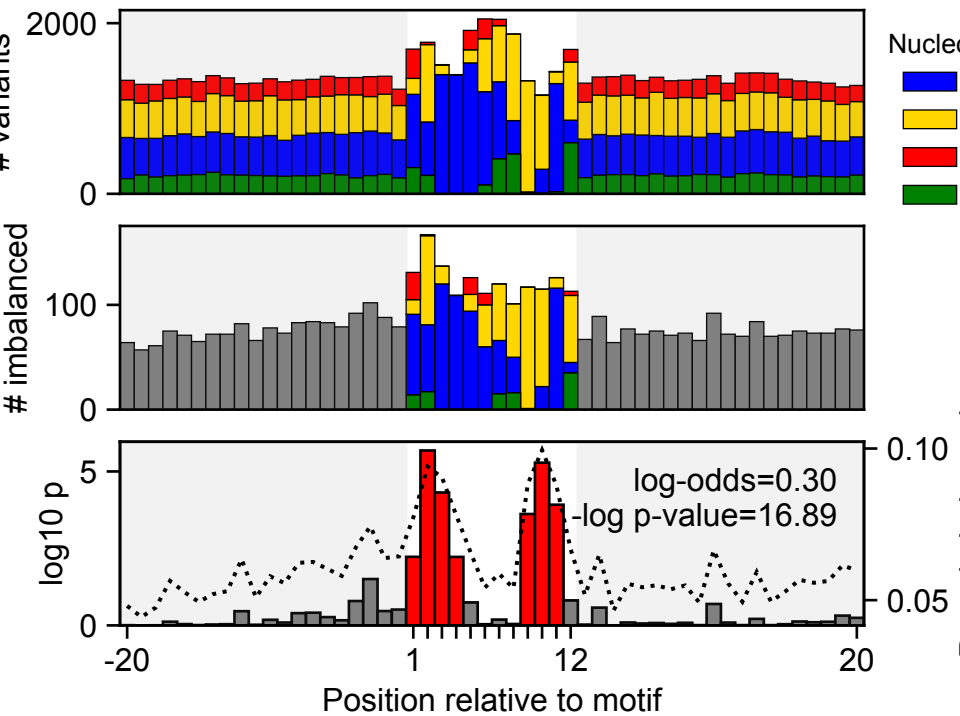 2000
0
# variants
Nucleo
100
0
# imbalanced
5
0
log10 p
log-odds=0.30
-log p-value=16.89
0.10
0.05
-20
1
12
20
Position relative to motif